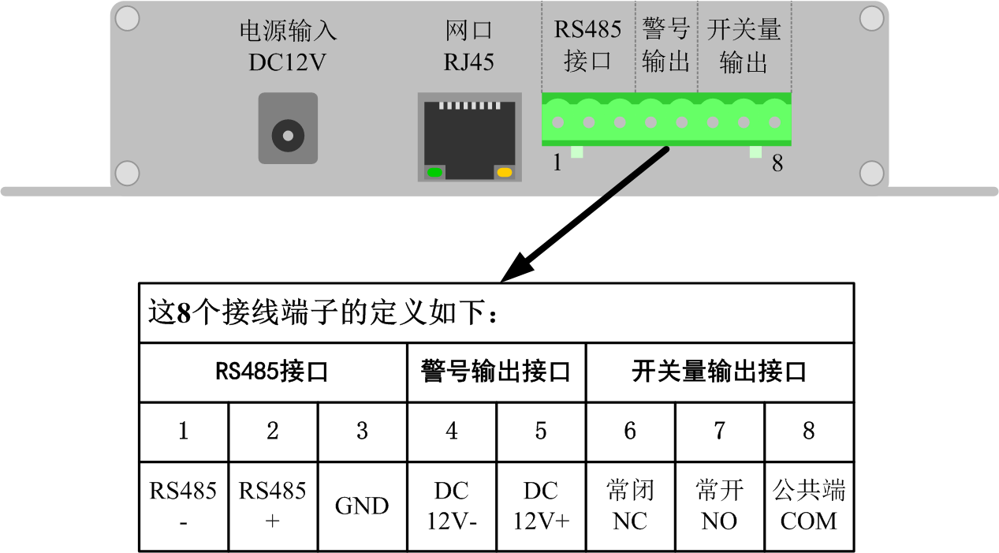 电源输入
DC12V
网口
RJ45
RS485
接口
警号
输出
开关量
输出
1
8
这8个接线端子的定义如下：
RS485接口 警号输出接口 开关量输出接口
1 2 3 4 5 6 7 8
RS485
-
RS485
+
GND
DC
12V-
DC
12V+
常闭
NC
常开
NO
公共端
COM